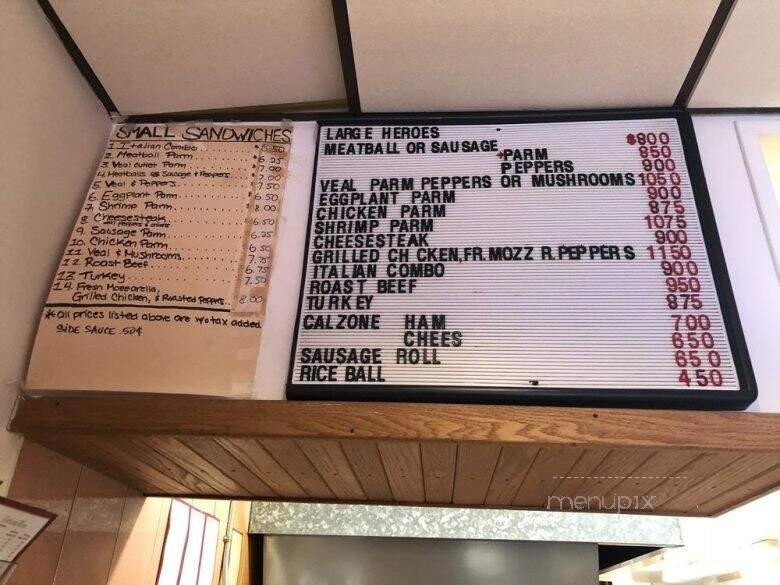 SMALL SANDWICHES
1. Italian Combo 6.50
2. Meatball Parm 6.25
3. Veal cutlet Parm 7.00
4. Meatballs or Sausage & Peppers 7.00
5. Veal & Peppers 7.50
6. Eggplant Parm 6.50
7. Shrimp Parm 8.00
8. Cheesesteak 6.50
with peppers & onions
9. Sausage Parm 6.25
10. Chicken Parm 6.50
11. Veal & Mushrooms 7.75
12. Roast Beef 6.75
13. Turkey 7.50
14. Fresh Mozzarella,
Grilled Chicken, & Roasted Peppers 8.00
* all prices listed above are w/o tax added
SIDE SAUCE .50¢
LARGE HEROES
MEATBALL OR SAUSAGE $800
PARM 850
PEPPERS 900
VEAL PARM PEPPERS OR MUSHROOMS 1050
EGGPLANT PARM 900
CHICKEN PARM 875
SHRIMP PARM 1075
CHEESESTEAK 900
GRILLED CH CKEN,FR.MOZZ R.PEPPERS 1150
ITALIAN COMBO 900
ROAST BEEF 950
TURKEY 875
CALZONE HAM 700
CHEES 650
SAUSAGE ROLL 650
RICE BALL 450
menupix